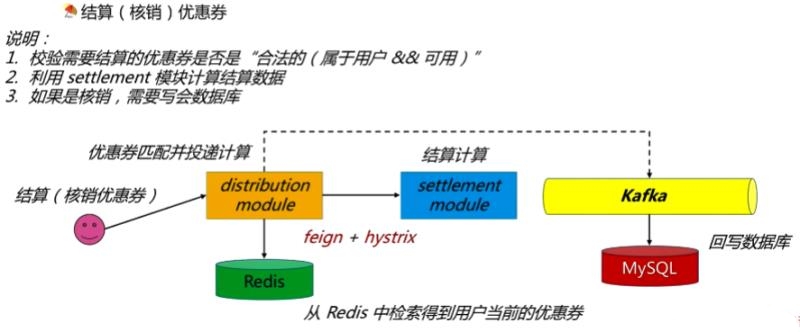 结算（核销）优惠券
说明：
1. 校验需要结算的优惠券是否是“合法的（属于用户 && 可用）”
2. 利用 settlement 模块计算结算数据
3. 如果是核销，需要写会数据库
优惠券匹配并投递计算
结算计算
结算（核销优惠券）
distribution
module
settlement
module
Kafka
feign + hystrix
回写数据库
Redis
MySQL
从 Redis 中检索得到用户当前的优惠券